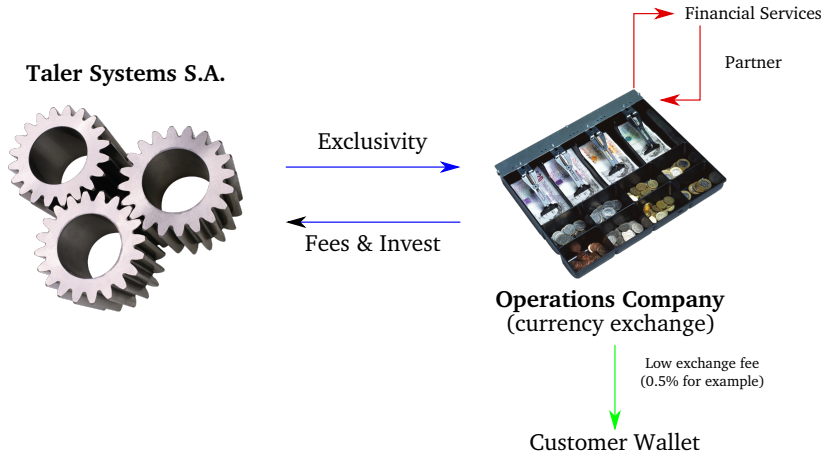 Financial Services
Partner
Taler Systems S.A.
Exclusivity
Fees & Invest
Operations Company
(currency exchange)
Low exchange fee
(0.5% for example)
Customer Wallet